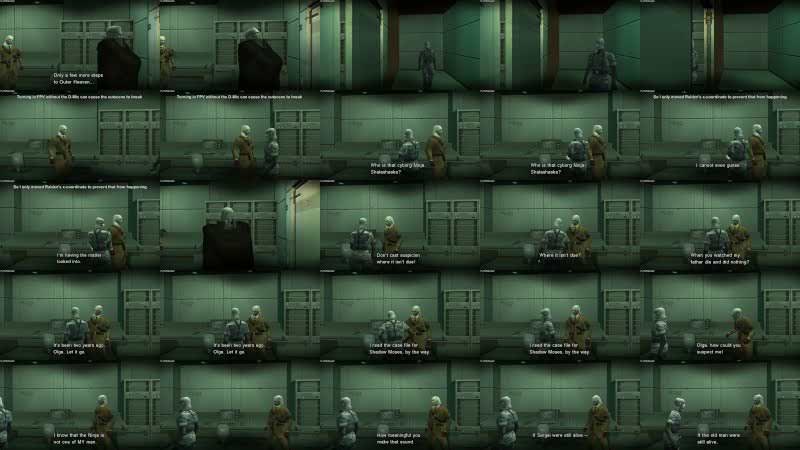 Only a few more steps
to Outer Heaven...
Turning in FPV without the D-Mic can cause the cutscene to break
Turning in FPV without the D-Mic can cause the cutscene to break
Who is that cyborg Ninja,
Shalashaska?
Who is that cyborg Ninja,
Shalashaska?
So I only moved Raiden's x-coordinate to prevent that from happening.
I cannot even guess.
So I only moved Raiden's x-coordinate to prevent that from happening.
I'm having the matter
looked into.
Don't cast suspicion
where it isn't due!
Where it isn't due?
When you watched my
father die and did nothing?
It's been two years ago,
Olga. Let it go.
It's been two years ago,
Olga. Let it go.
I read the case file for
Shadow Moses, by the way.
I read the case file for
Shadow Moses, by the way.
Olga, how could you
suspect me!
I know that the Ninja is
not one of MY men.
How meaningful you
make that sound.
If Sergei were still alive --
If the old man were
still alive,